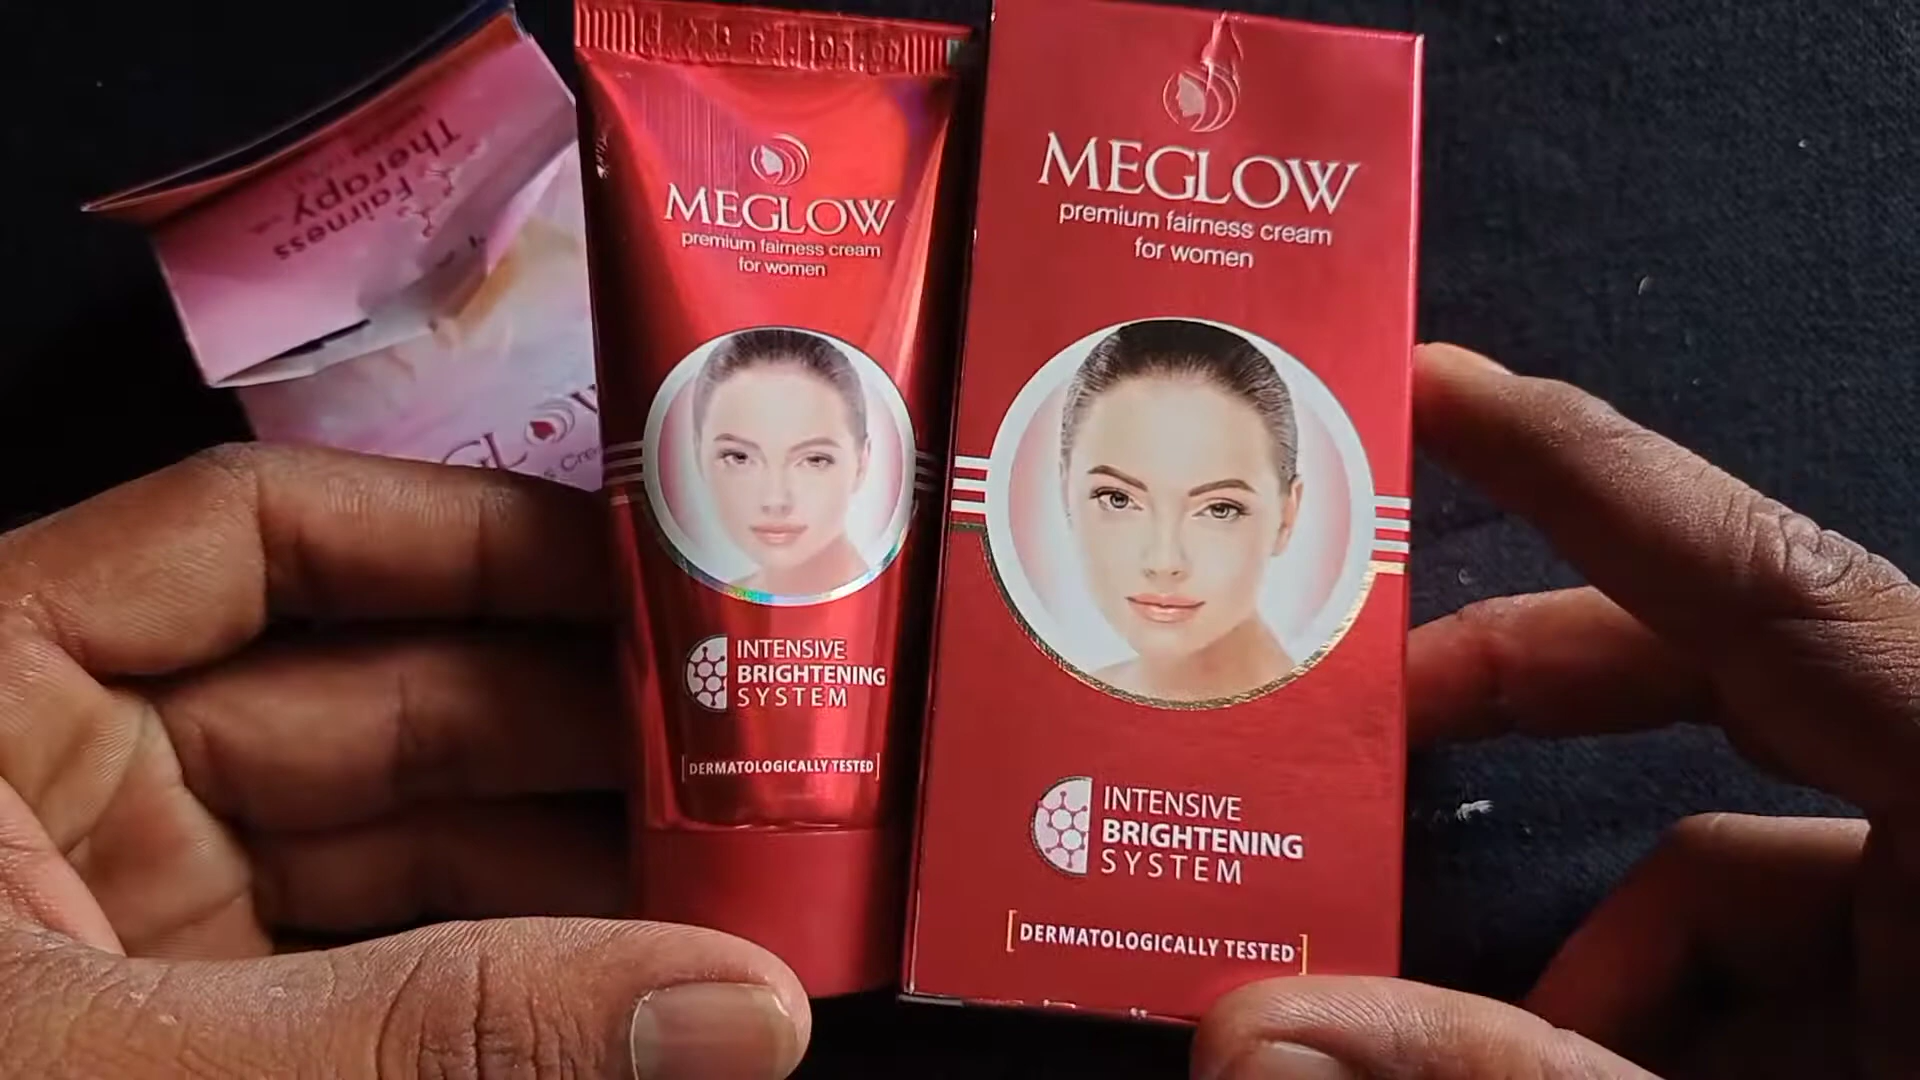 Fairness
Therapy
MEGLOW
premium fairness cream
for women
INTENSIVE
BRIGHTENING
SYSTEM
[DERMATOLOGICALLY TESTED]
MEGLOW
premium fairness cream
for women
INTENSIVE
BRIGHTENING
SYSTEM
[DERMATOLOGICALLY TESTED]